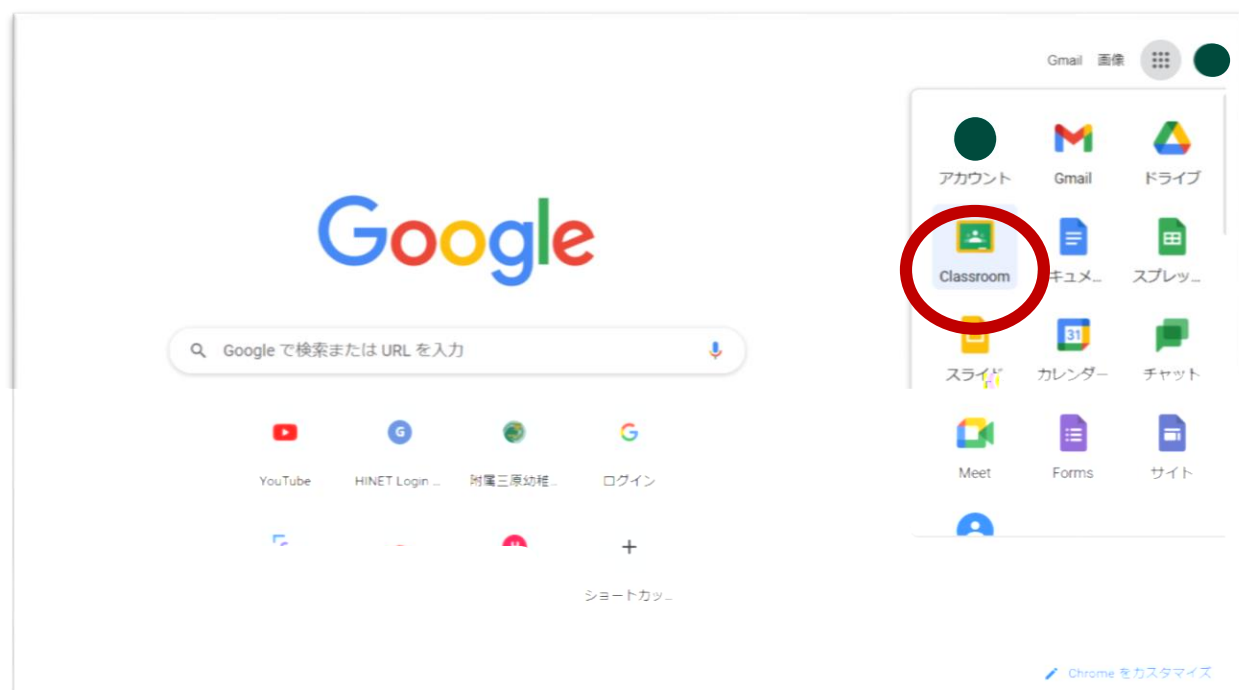 Gmail 画像
アカウント Gmail ドライブ
Google
Classroom キュメ... スプレッ...
Google で検索または URL を入力
31
スライド カレンダー チャット
G
YouTube HINET Login ... 附属三原幼稚... ログイン
Meet Forms サイト
ショートカッ...
Chrome をカスタマイズ